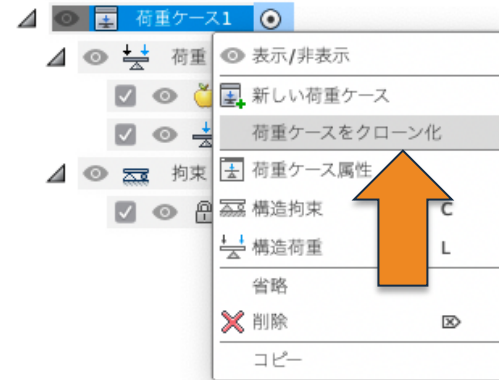 荷重ケース1
荷重
表示/非表示
新しい荷重ケース
荷重ケースをクローン化
荷重ケース属性
拘束
構造拘束 C
構造荷重 L
省略
削除
コピー